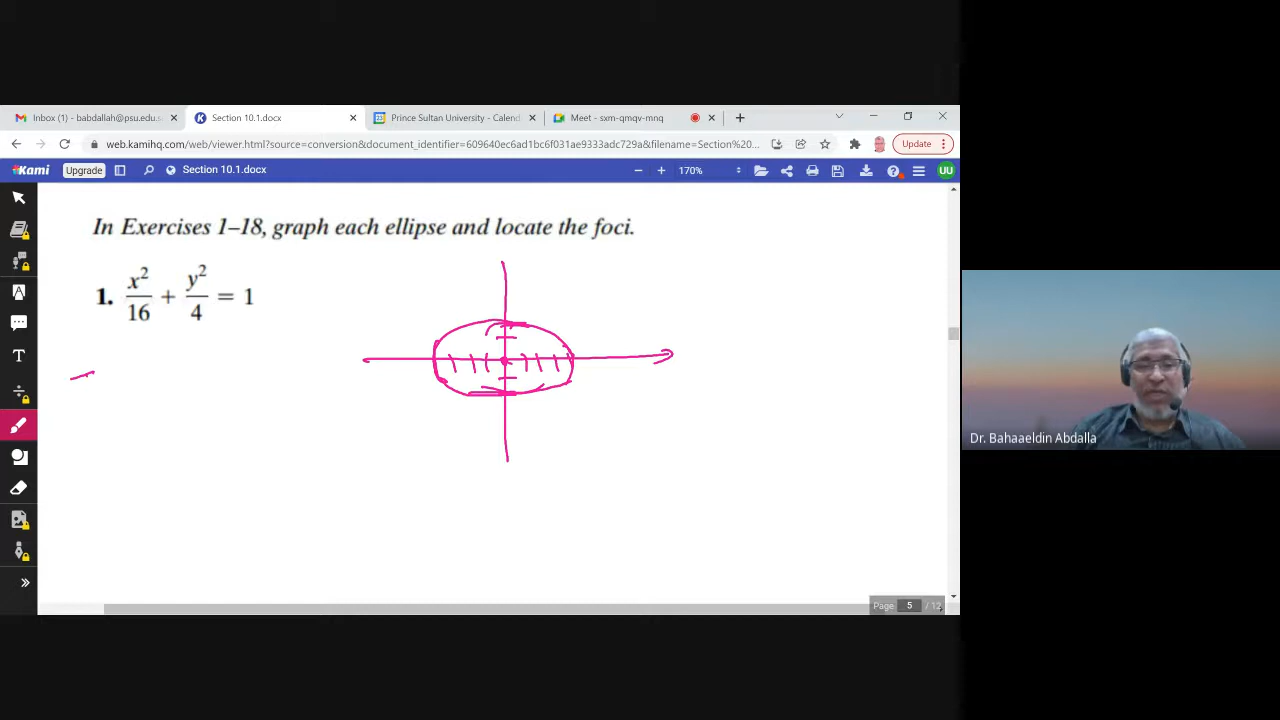 Inbox (1) - babdallah@psu.edu.s
Section 10.1.docx
Prince Sultan University - Calend
Meet - sxm-qmqv-mnq
web.kamihq.com/web/viewer.html?source=conversion&document_identifier=609640ec6ad1bc6f031ae9333adc729a&filename=Section%20...
Update
Kami
Upgrade
Section 10.1.docx
170%
UU
In Exercises 1–18, graph each ellipse and locate the foci.
1. x²/16 + y²/4 = 1
Dr. Bahaaeldin Abdalla
Page 5 / 12